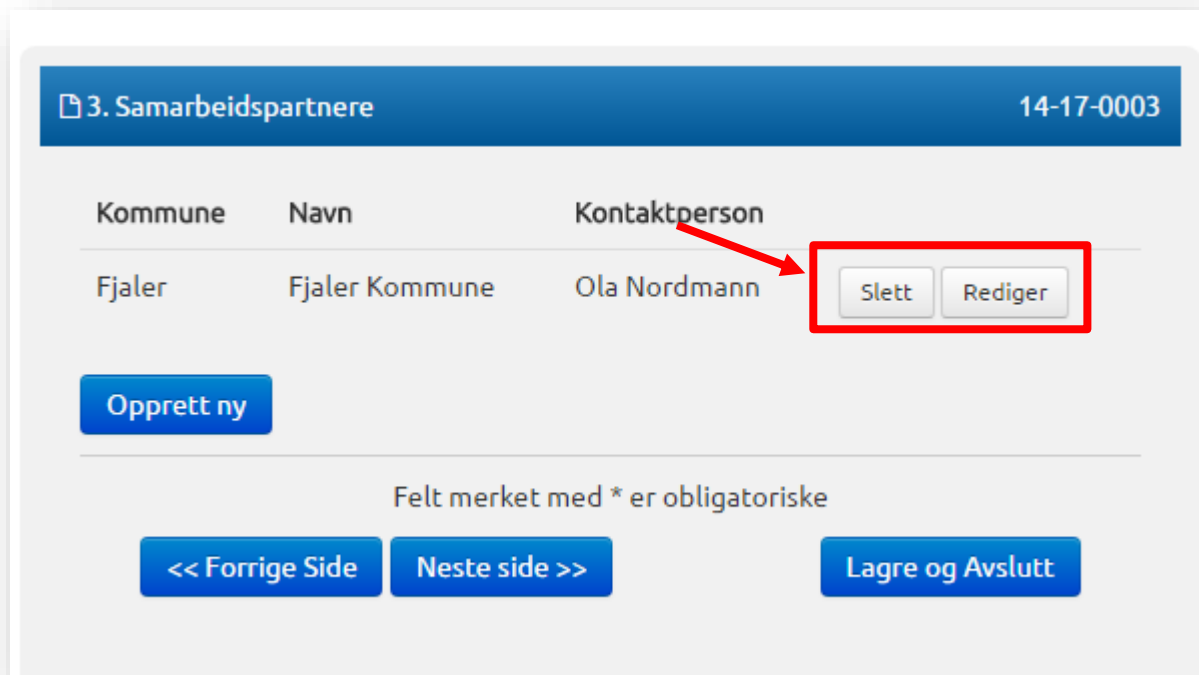 3. Samarbeidspartnere 14-17-0003
Kommune Navn Kontaktperson
Fjaler Fjaler Kommune Ola Nordmann Slett Rediger
Opprett ny
Felt merket med * er obligatoriske
<< Forrige Side Neste side >> Lagre og Avslutt